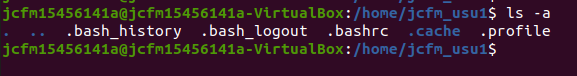 jcfm15456141a@jcfm15456141a-VirtualBox:/home/jcfm_usu1$ ls -a
.  ..  .bash_history  .bash_logout  .bashrc  .cache  .profile
jcfm15456141a@jcfm15456141a-VirtualBox:/home/jcfm_usu1$